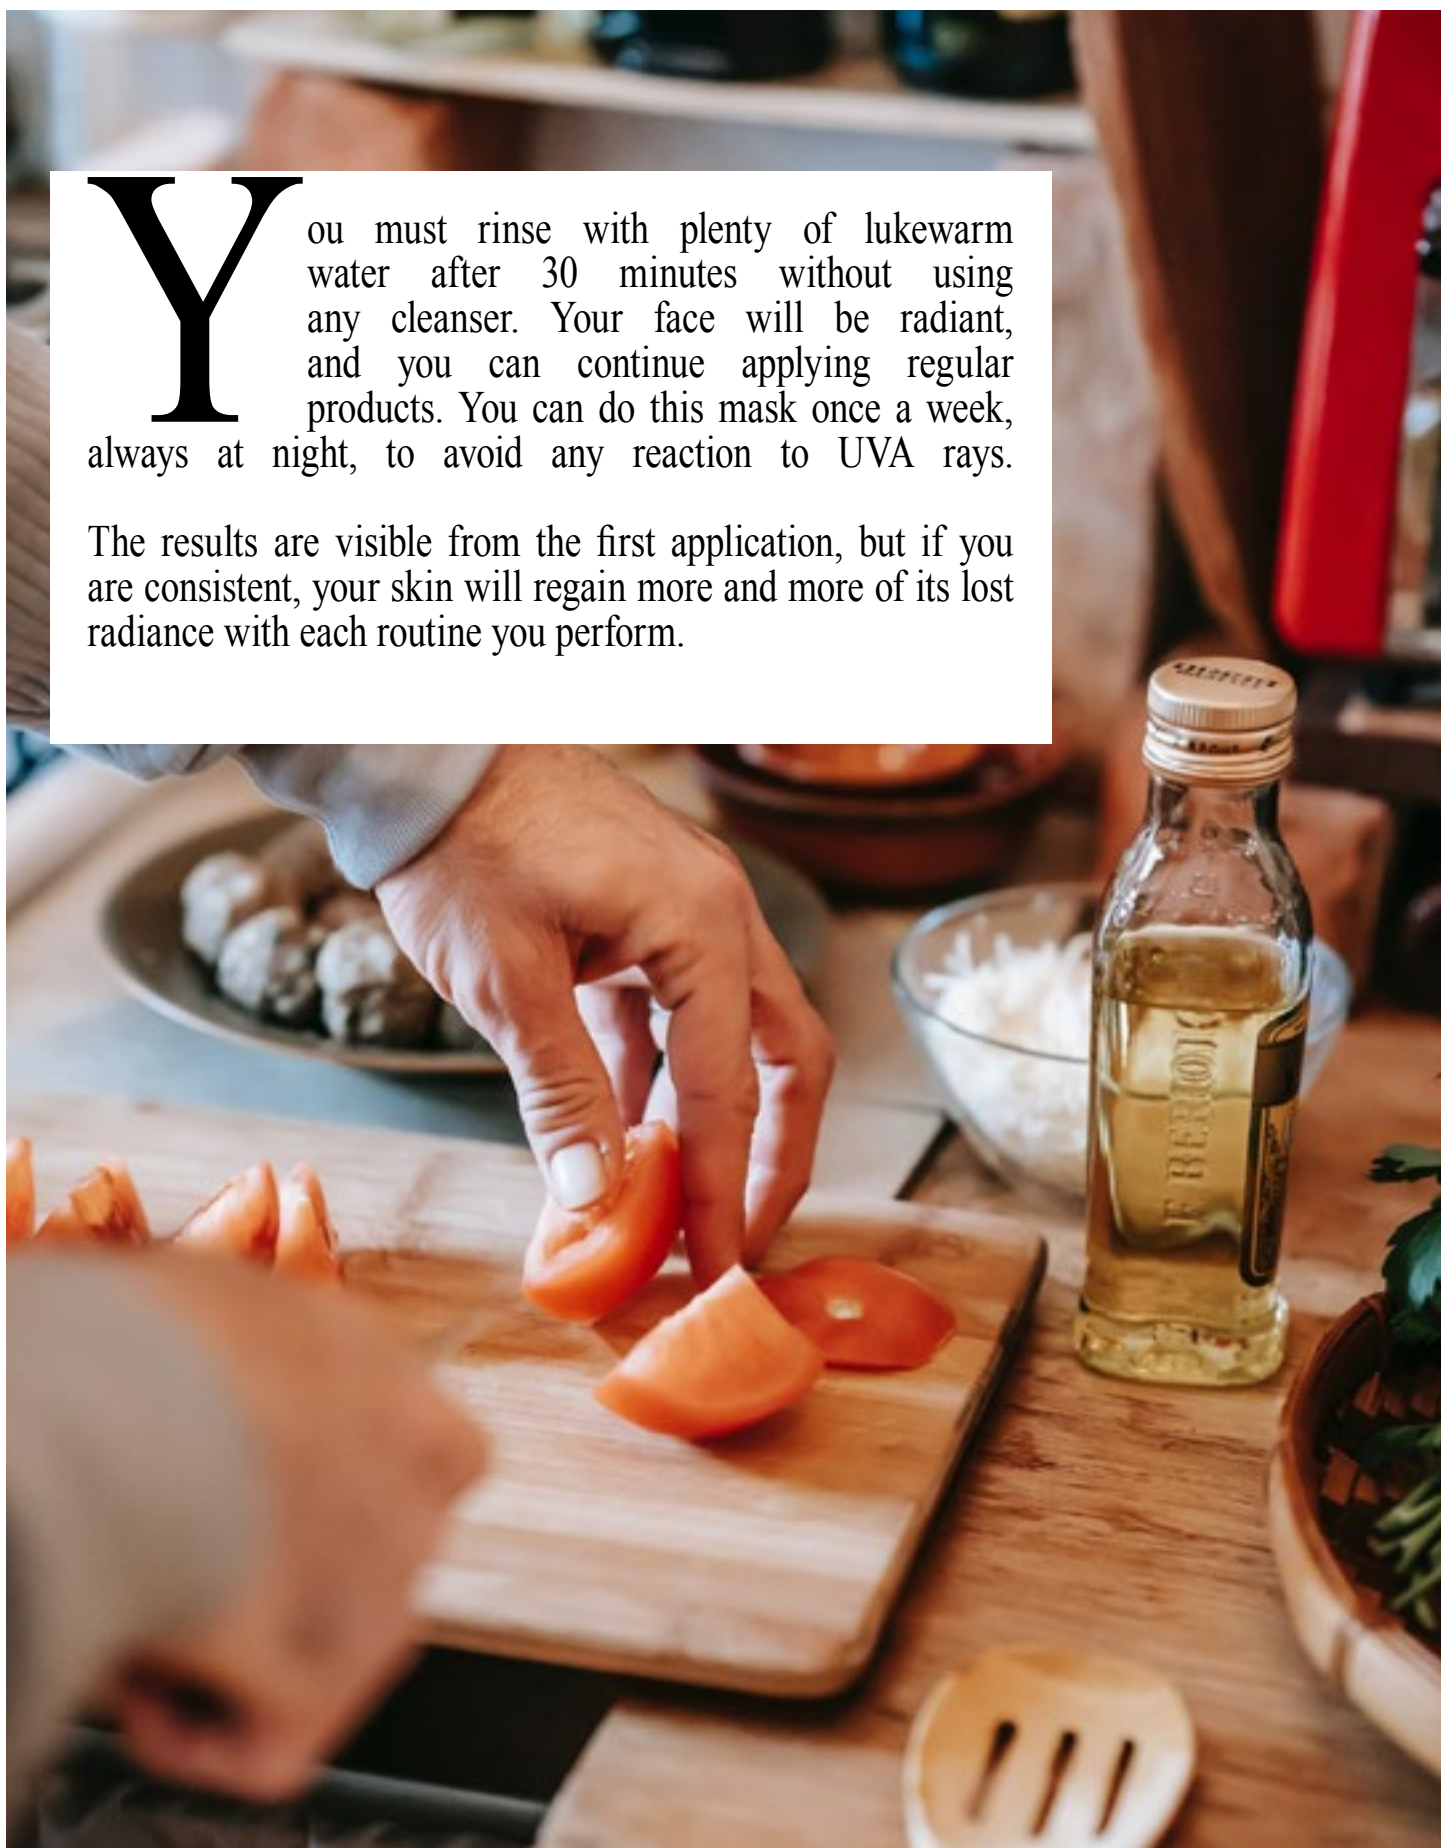 You must rinse with plenty of lukewarm
water after 30 minutes without using
any cleanser. Your face will be radiant,
and you can continue applying regular
products. You can do this mask once a week,
always at night, to avoid any reaction to UVA rays.
The results are visible from the first application, but if you
are consistent, your skin will regain more and more of its lost
radiance with each routine you perform.